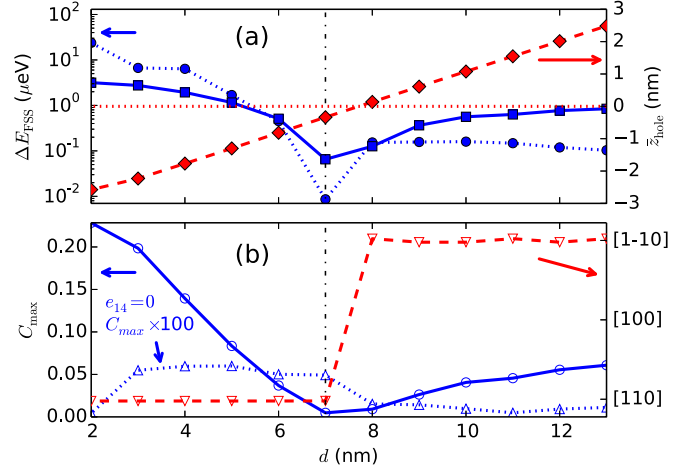 10² 3
(a)
10¹ 2
10⁰ 1
0
10⁻¹ −1
10⁻² −2
−3
ΔE_FSS (μeV)
z̄_hole (nm)
(b)
0.20 [1-10]
0.15
C_max
e₁₄=0
C_max×100
0.10 [100]
0.05
0.00 [110]
2 4 6 8 10 12
d (nm)